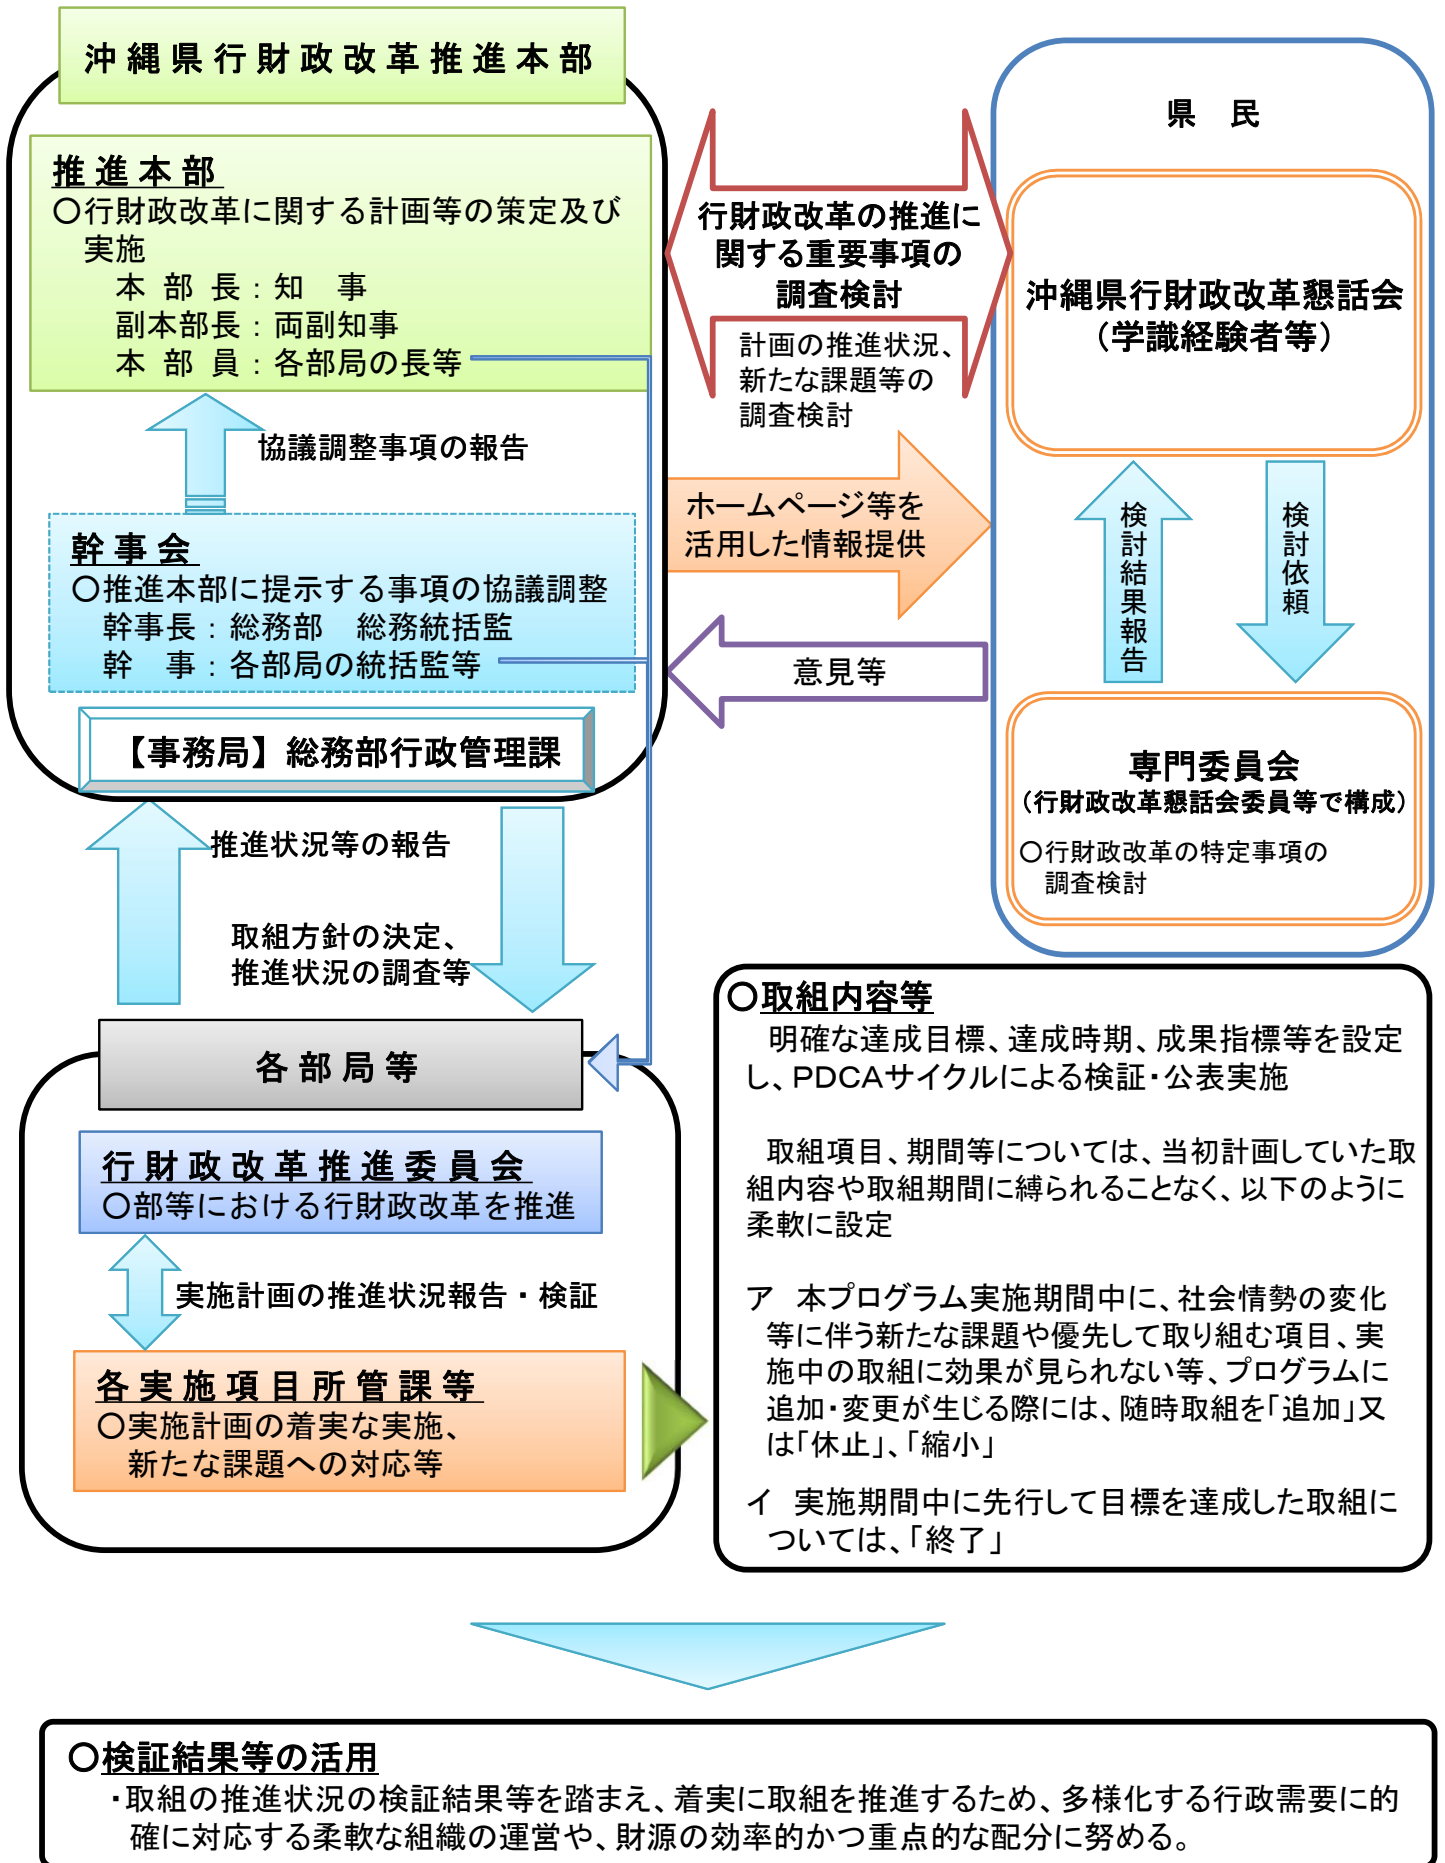 沖縄県行財政改革推進本部
推進本部
〇行財政改革に関する計画等の策定及び
実施
本 部 長：知　事
副本部長：両副知事
本 部 員：各部局の長等
協議調整事項の報告
幹事会
〇推進本部に提示する事項の協議調整
幹事長：総務部　総務統括監
幹　事：各部局の統括監等
【事務局】総務部行政管理課
行財政改革の推進に
関する重要事項の
調査検討
計画の推進状況、
新たな課題等の
調査検討
ホームページ等を
活用した情報提供
意見等
県　民
沖縄県行財政改革懇話会
（学識経験者等）
検討結果報告
検討依頼
専門委員会
（行財政改革懇話会委員等で構成）
〇行財政改革の特定事項の
調査検討
推進状況等の報告
取組方針の決定、
推進状況の調査等
各部局等
行財政改革推進委員会
〇部等における行財政改革を推進
実施計画の推進状況報告・検証
各実施項目所管課等
〇実施計画の着実な実施、
新たな課題への対応等
〇取組内容等
明確な達成目標、達成時期、成果指標等を設定
し、PDCAサイクルによる検証・公表実施
取組項目、期間等については、当初計画していた取
組内容や取組期間に縛られることなく、以下のように
柔軟に設定
ア　本プログラム実施期間中に、社会情勢の変化
等に伴う新たな課題や優先して取り組む項目、実
施中の取組に効果が見られない等、プログラムに
追加・変更が生じる際には、随時取組を「追加」又
は「休止」、「縮小」
イ　実施期間中に先行して目標を達成した取組に
ついては、「終了」
〇検証結果等の活用
・取組の推進状況の検証結果等を踏まえ、着実に取組を推進するため、多様化する行政需要に的
確に対応する柔軟な組織の運営や、財源の効率的かつ重点的な配分に努める。